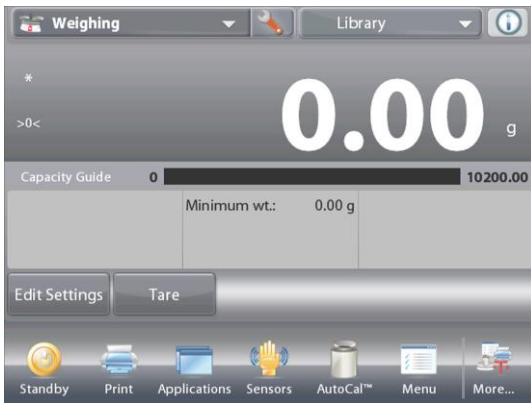 Weighing Library
*
>0<
0.00 g
Capacity Guide 0 10200.00
Minimum wt.: 0.00 g
Edit Settings Tare
Standby Print Applications Sensors AutoCal™ Menu More...